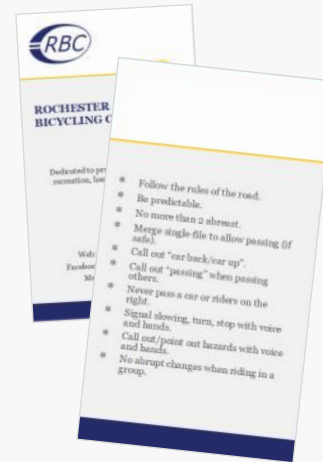 RBC
ROCHESTER
BICYCLING C
Dedicated to pr
recreation,
Web
Facebook
Me
* Follow the rules of the road.
* Be predictable.
* No more than 2 abreast.
* Merge single-file to allow passing (if
safe).
* Call out "car back/car up".
* Call out "passing" when passing
others.
* Never pass a car or riders on the
right.
* Signal slowing, turn, stop with voice
and hands.
* Call out/point out hazards with voice
and hands.
* No abrupt changes when riding in a
group.